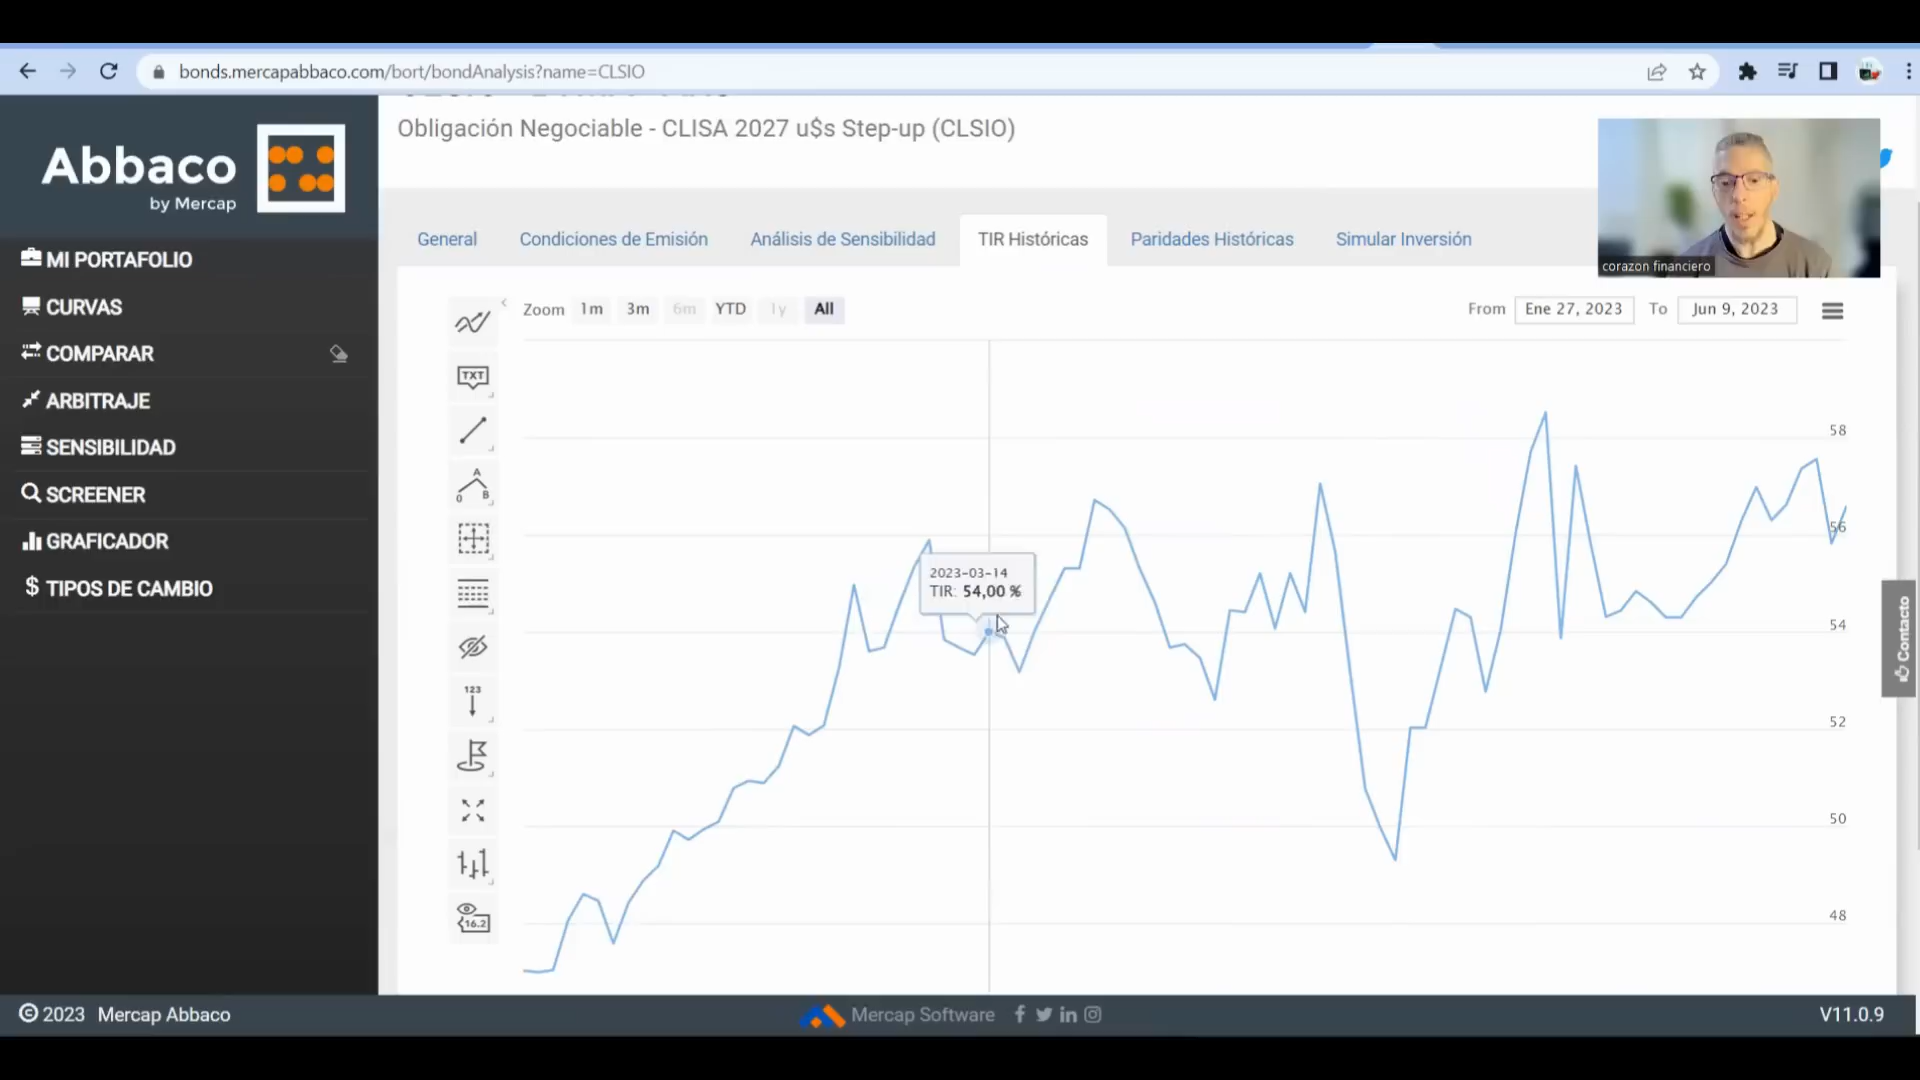 bonds.mercapabbaco.com/bort/bondAnalysis?name=CLSIO
Abbaco
by Mercap
MI PORTAFOLIO
CURVAS
COMPARAR
ARBITRAJE
SENSIBILIDAD
SCREENER
GRAFICADOR
$ TIPOS DE CAMBIO
Obligación Negociable - CLISA 2027 u$s Step-up (CLSIO)
corazon financiero
General Condiciones de Emisión Análisis de Sensibilidad TIR Históricas Paridades Históricas Simular Inversión
Zoom 1m 3m 6m YTD 1y All From Ene 27, 2023 To Jun 9, 2023
TXT
A
0 B
123
16.2
2023-03-14
TIR: 54,00 %
58
56
54
52
50
48
Contacto
© 2023 Mercap Abbaco Mercap Software V11.0.9